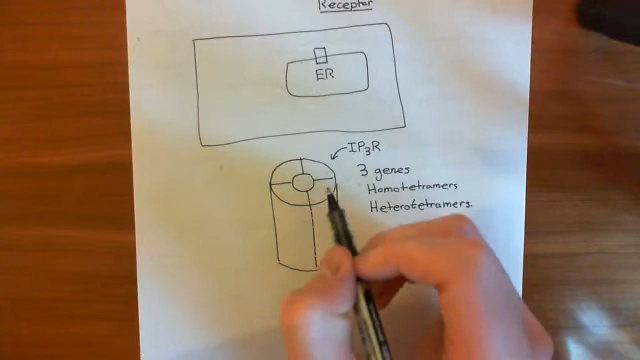 Receptor
ER
IP₃R
3 genes
Homotetramers
Heterotetramers.